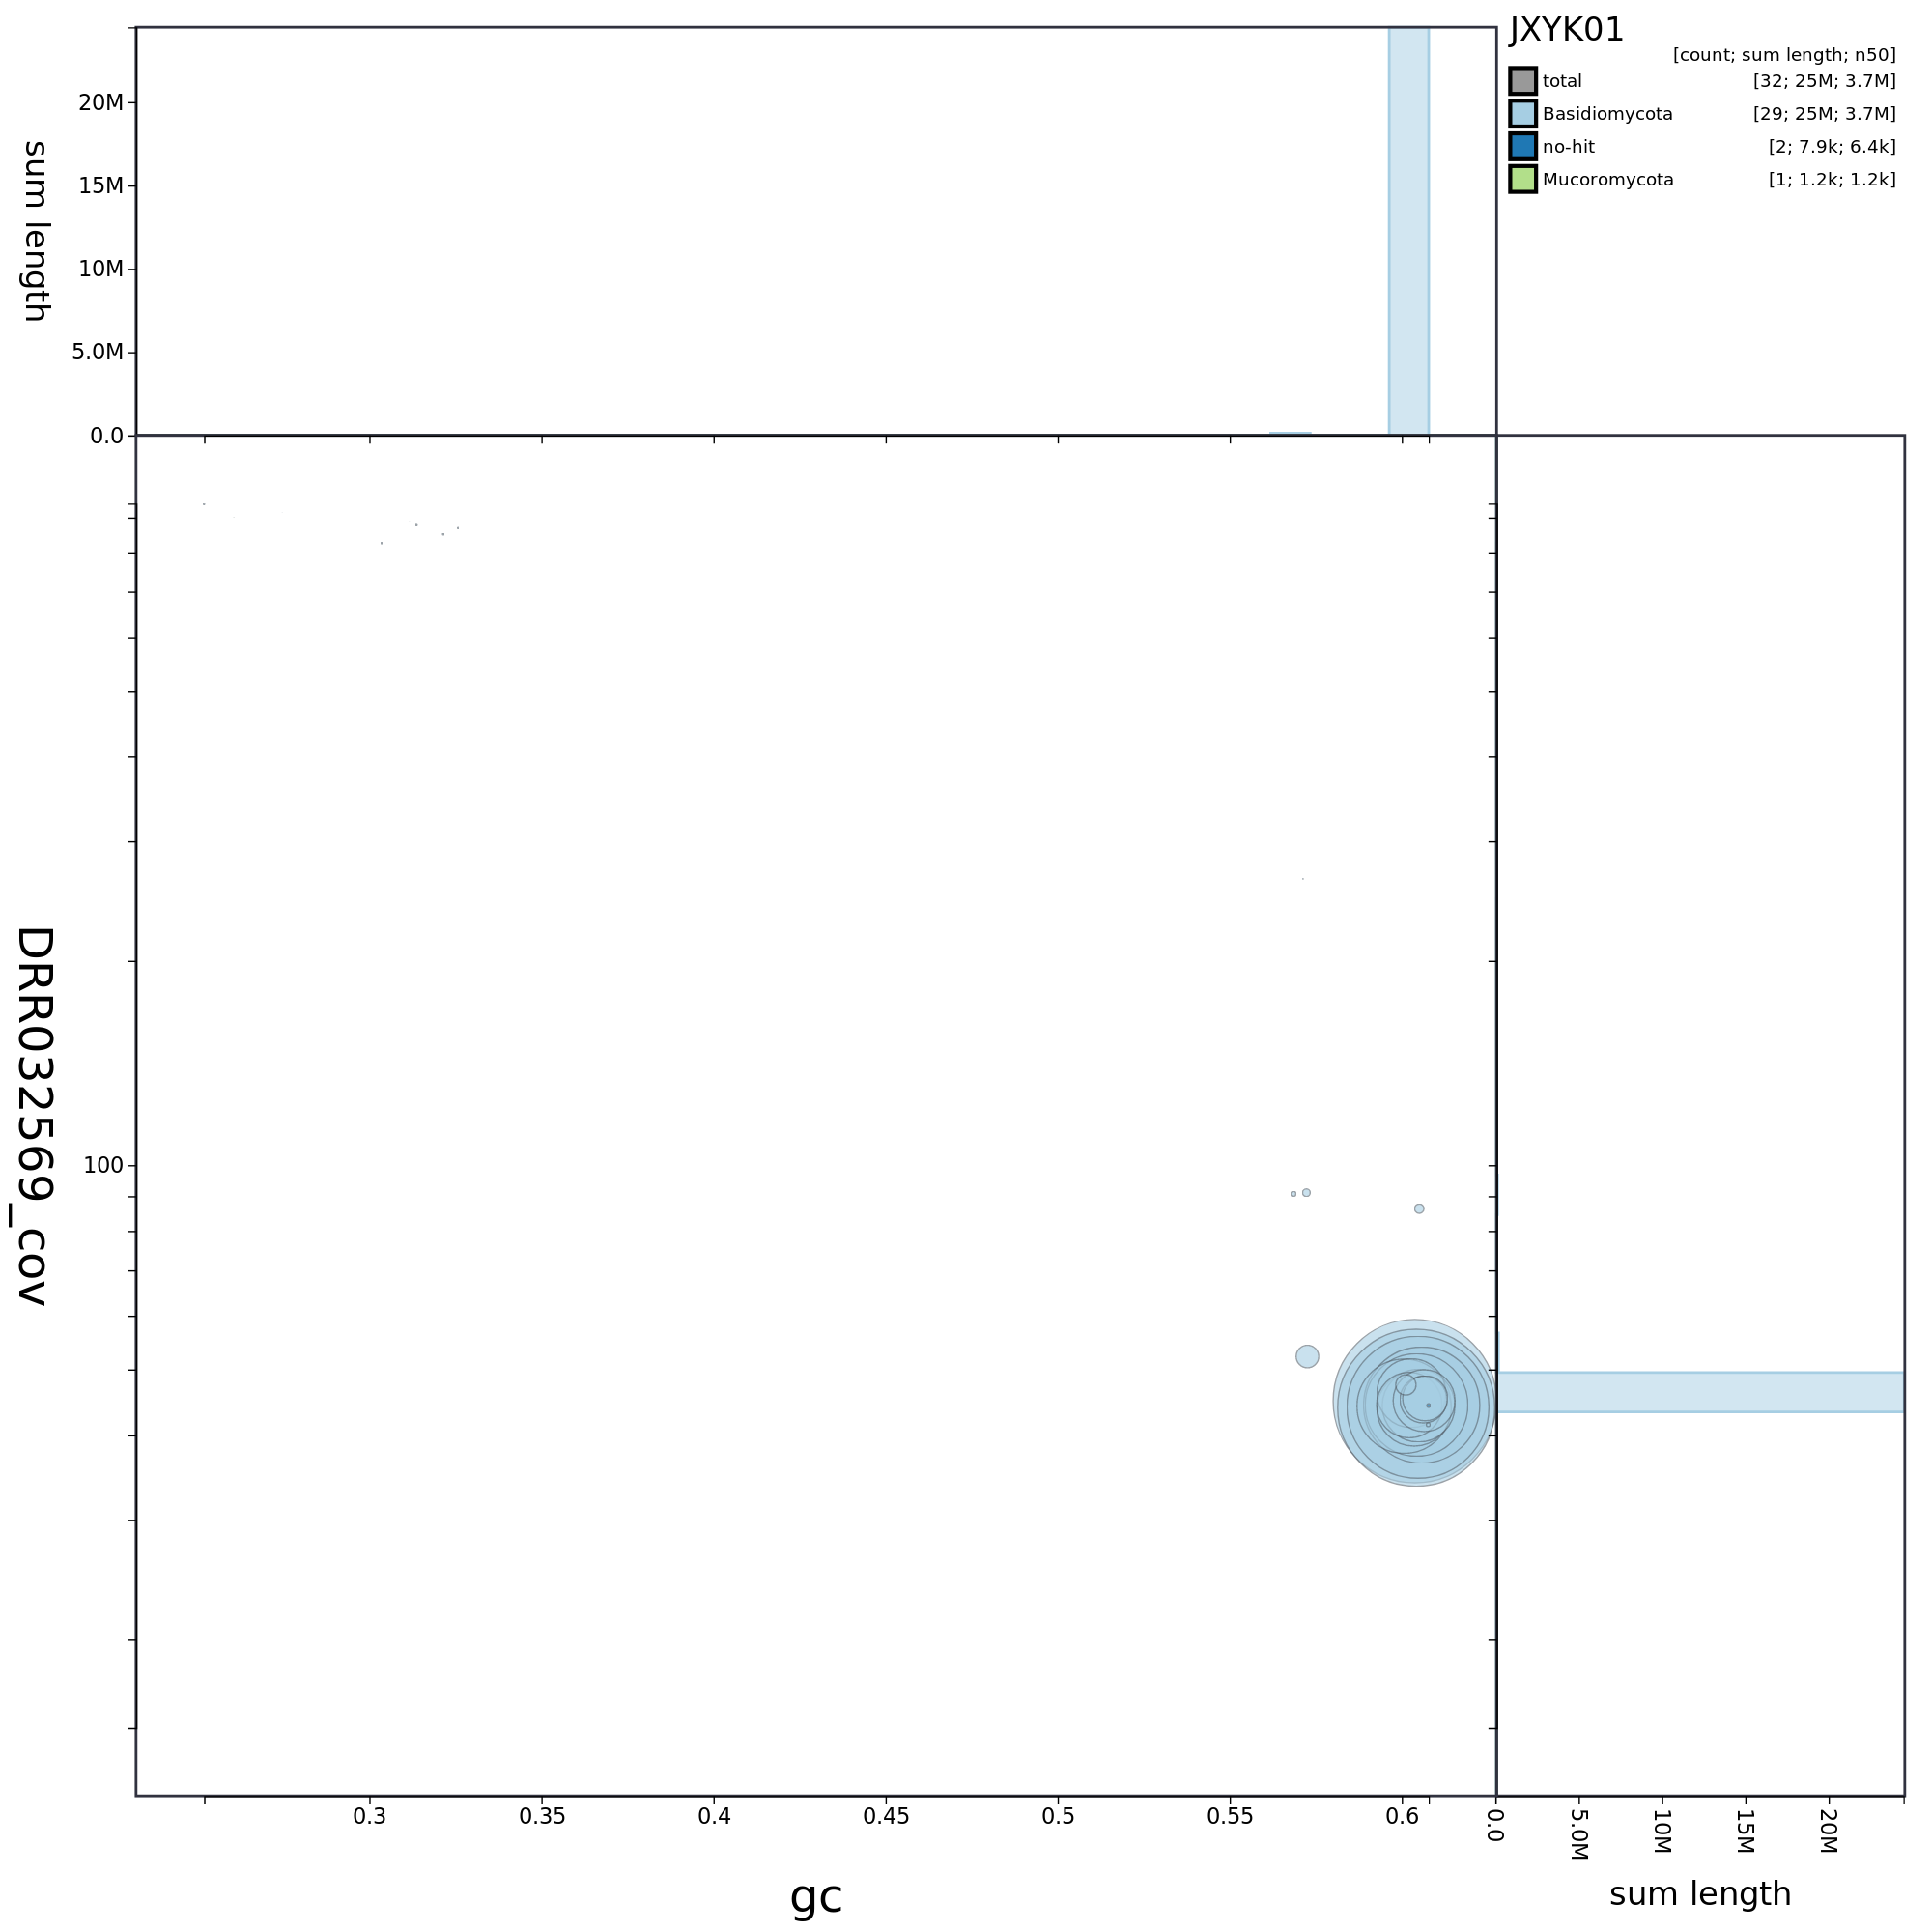 JXYK01
[count; sum length; n50]
total [32; 25M; 3.7M]
Basidiomycota [29; 25M; 3.7M]
no-hit [2; 7.9k; 6.4k]
Mucoromycota [1; 1.2k; 1.2k]
sum length
20M
15M
10M
5.0M
0.0
DRR032569_cov
100
0.3 0.35 0.4 0.45 0.5 0.55 0.6
gc
0.0 5.0M 10M 15M 20M
sum length